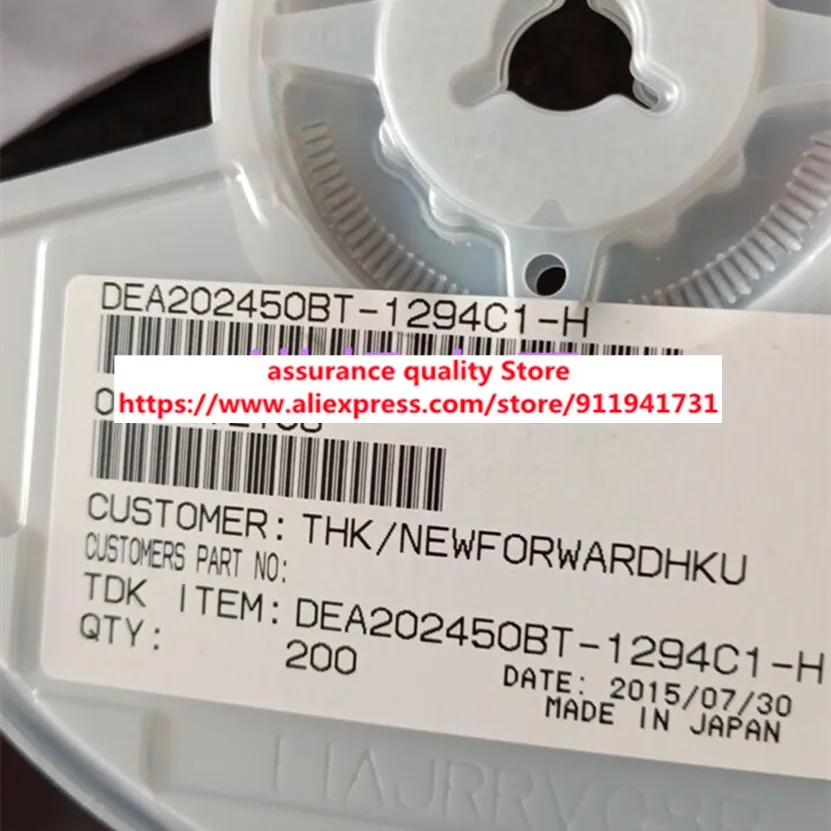 DEA202450BT-1294C1-H
assurance quality Store
https://www.aliexpress.com/store/911941731
CUSTOMER: THK/NEWFORWARDHKU
CUSTOMERS PART NO:
TDK ITEM: DEA202450BT-1294C1-H
QTY: 200
DATE: 2015/07/30
MADE IN JAPAN